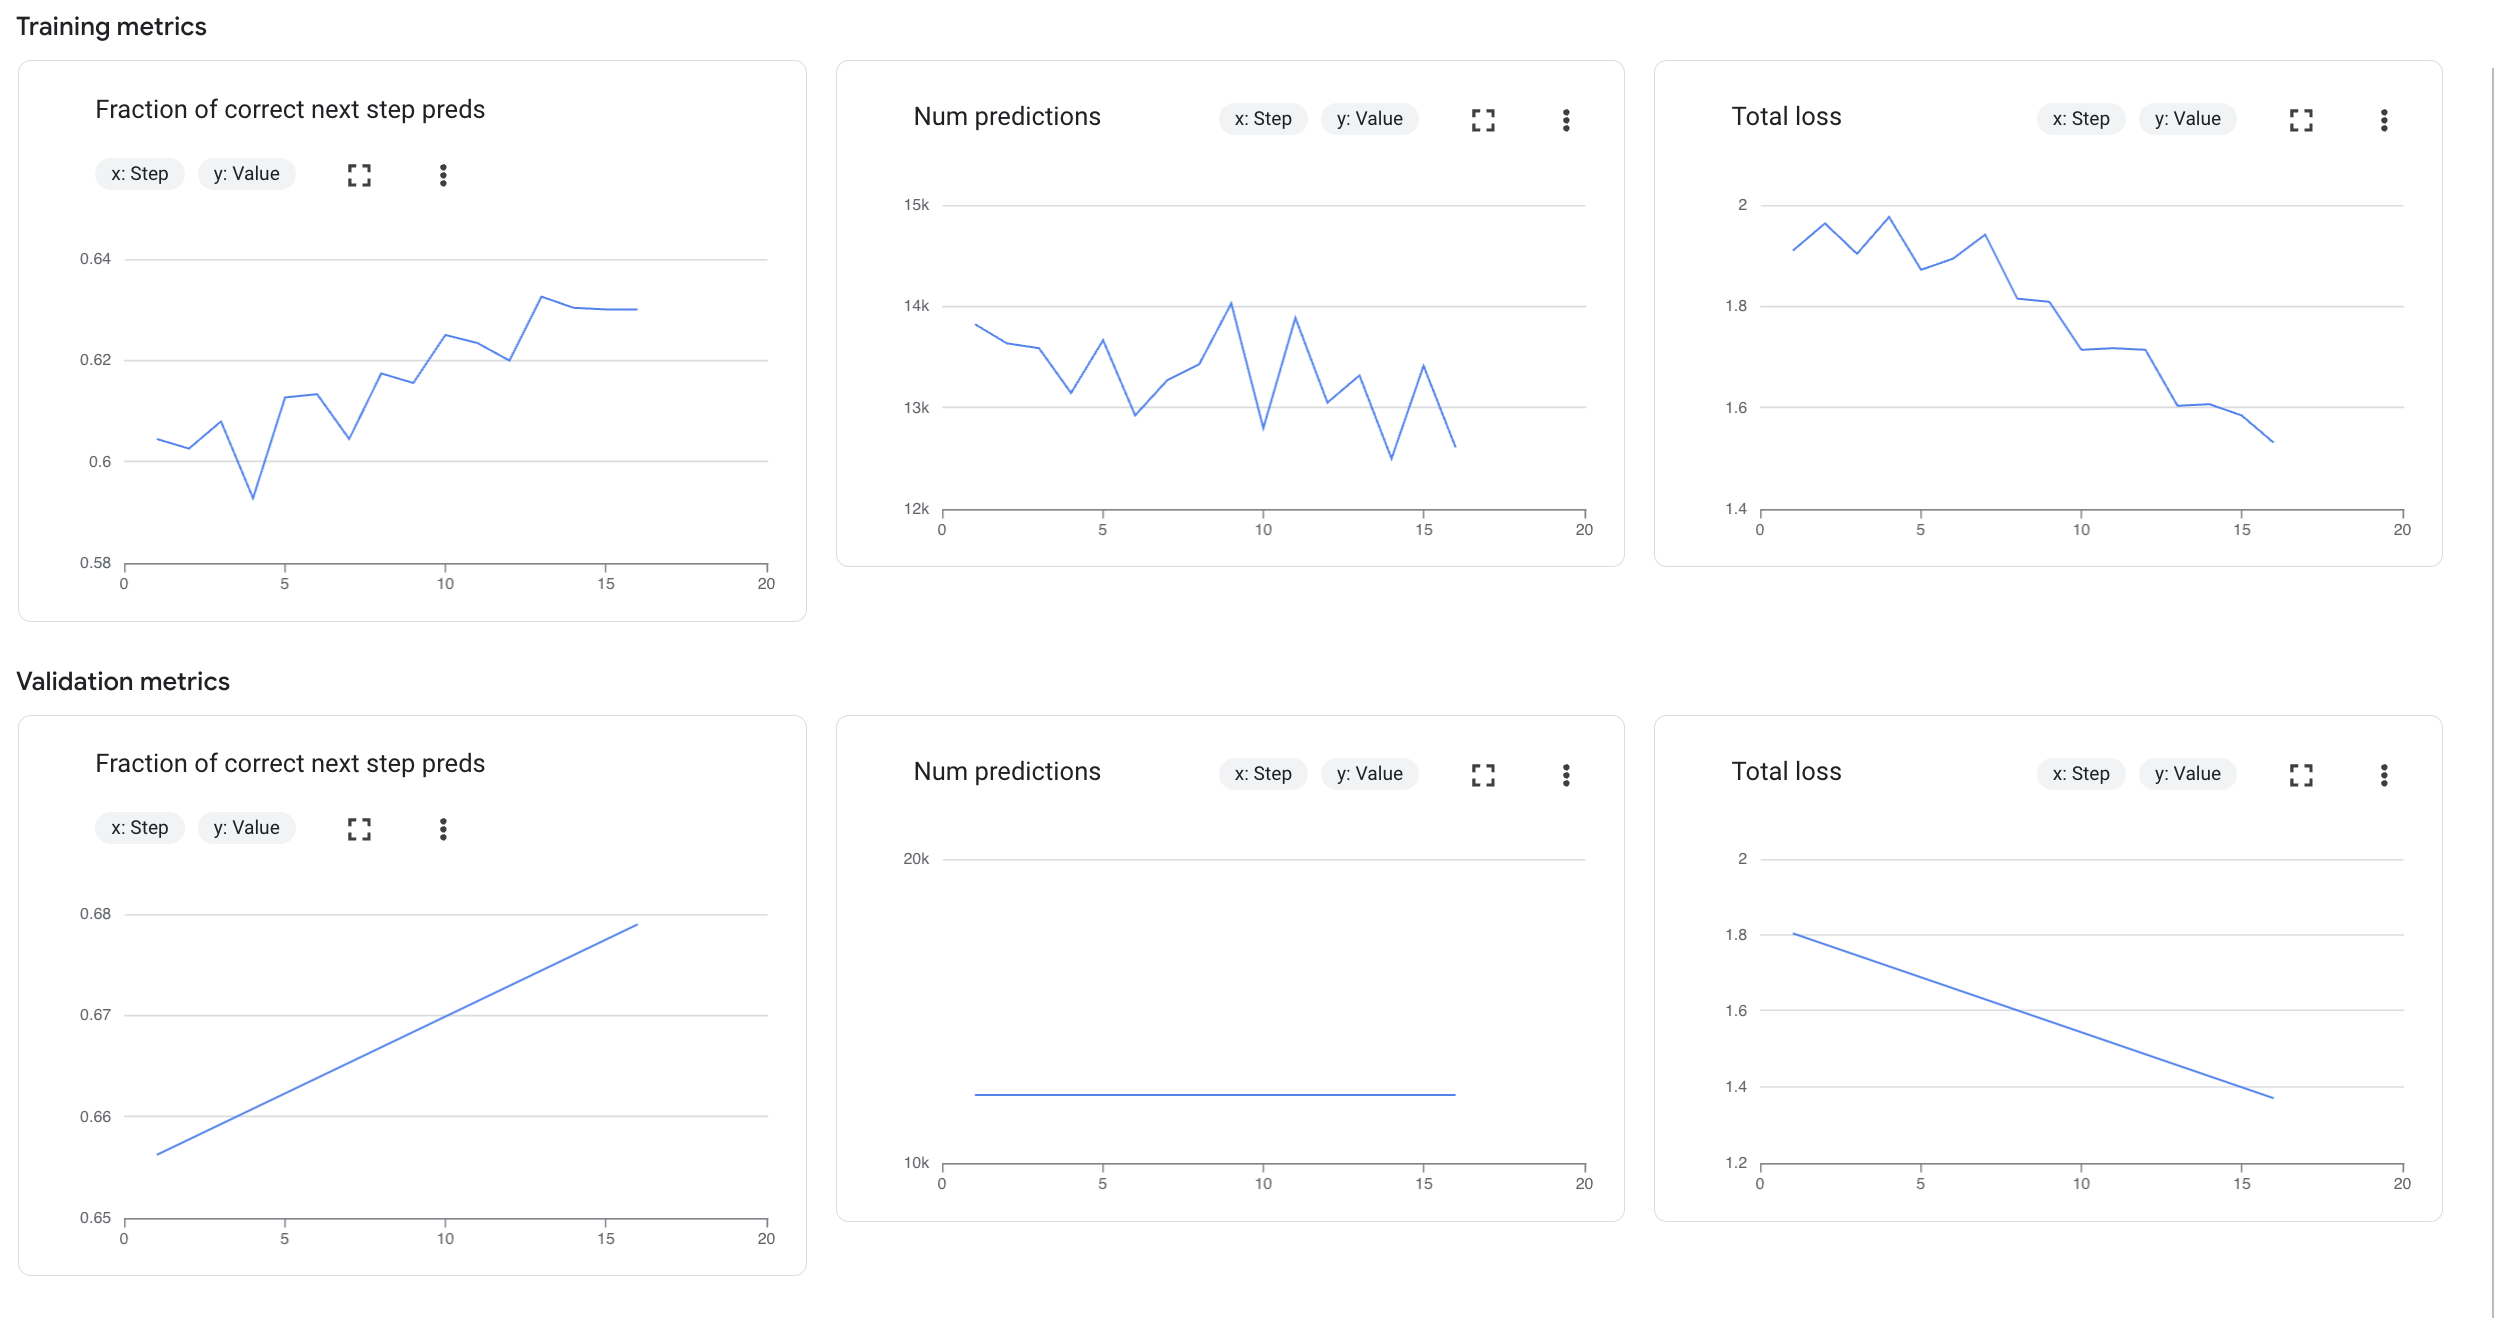 Training metrics
Fraction of correct next step preds
x: Step y: Value
0.64
0.62
0.6
0.58
0 5 10 15 20
Num predictions x: Step y: Value
15k
14k
13k
12k
0 5 10 15 20
Total loss x: Step y: Value
2
1.8
1.6
1.4
0 5 10 15 20
Validation metrics
Fraction of correct next step preds
x: Step y: Value
0.68
0.67
0.66
0.65
0 5 10 15 20
Num predictions x: Step y: Value
20k
10k
0 5 10 15 20
Total loss x: Step y: Value
2
1.8
1.6
1.4
1.2
0 5 10 15 20